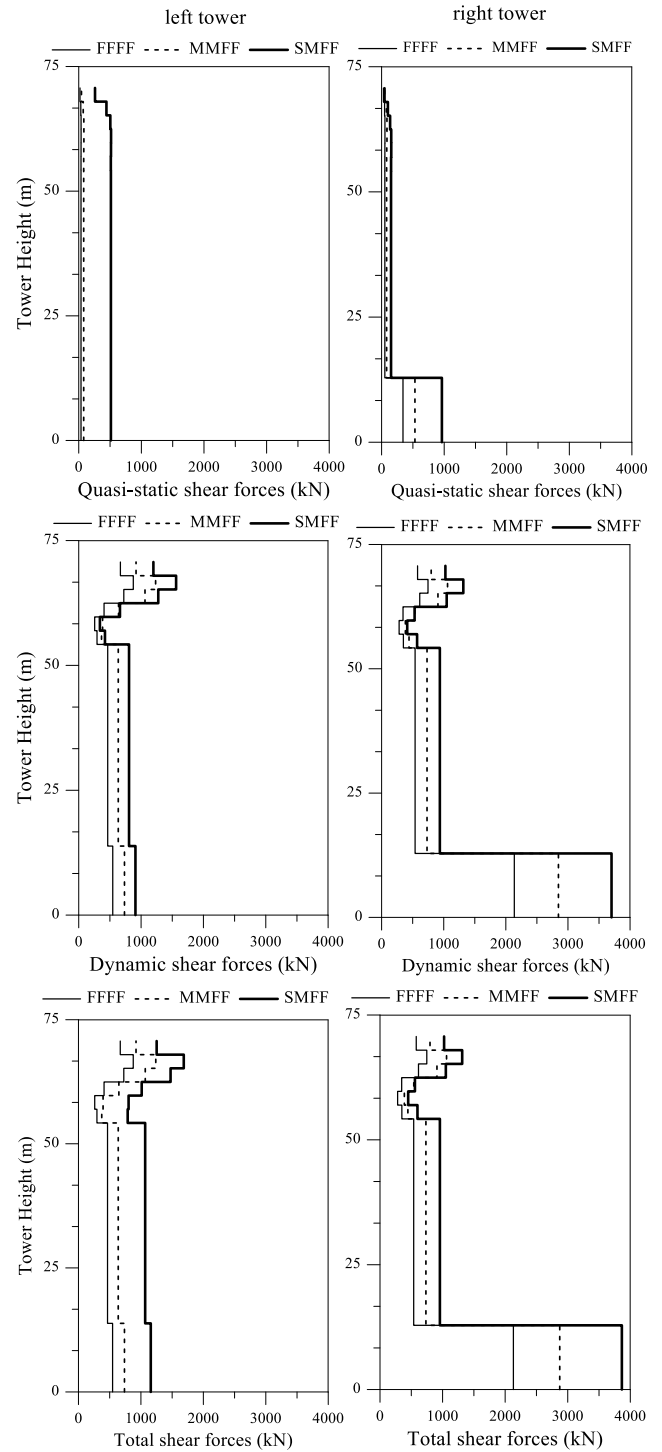 left tower
right tower
FFFF MMFF SMFF
FFFF MMFF SMFF
75
50
25
0
Tower Height (m)
0 1000 2000 3000 4000
Quasi-static shear forces (kN)
75
50
25
0
0 1000 2000 3000 4000
Quasi-static shear forces (kN)
FFFF MMFF SMFF
FFFF MMFF SMFF
75
50
25
0
Tower Height (m)
0 1000 2000 3000 4000
Dynamic shear forces (kN)
75
50
25
0
0 1000 2000 3000 4000
Dynamic shear forces (kN)
FFFF MMFF SMFF
FFFF MMFF SMFF
75
50
25
0
Tower Height (m)
0 1000 2000 3000 4000
Total shear forces (kN)
75
50
25
0
0 1000 2000 3000 4000
Total shear forces (kN)